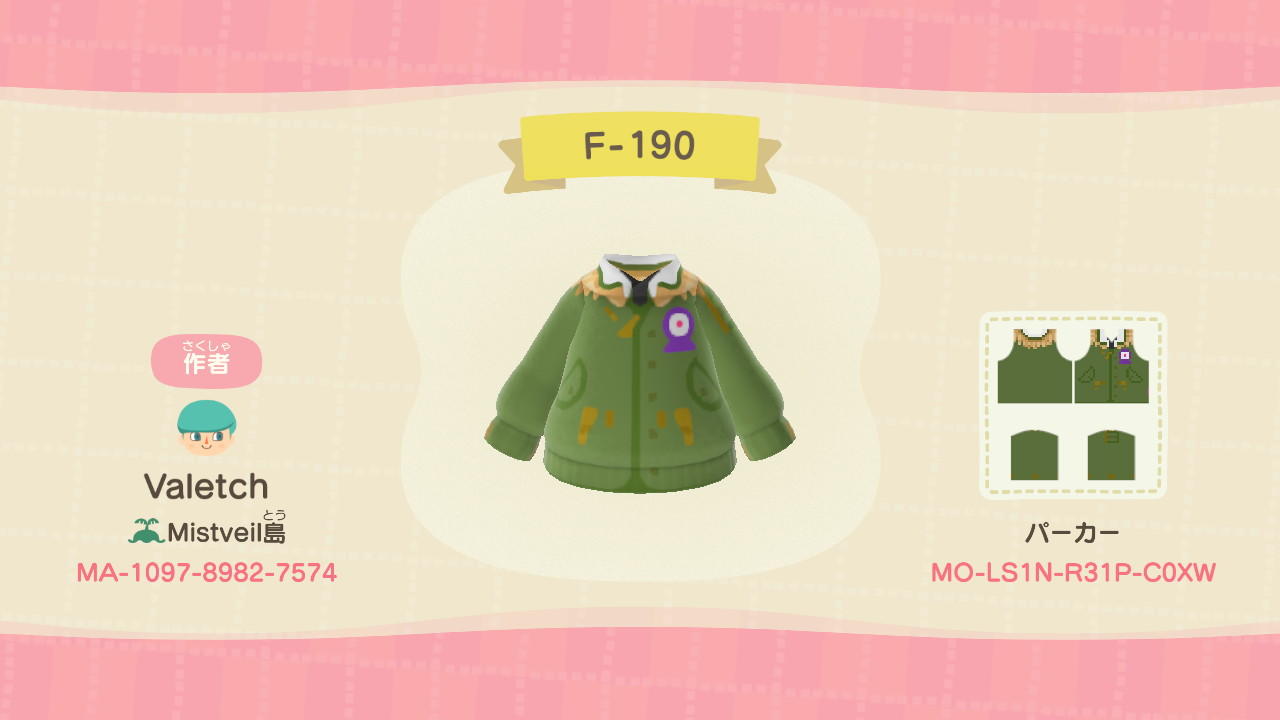 F-190
さくしゃ
作者
Valetch
とう
Mistveil島
MA-1097-8982-7574
パーカー
MO-LS1N-R31P-C0XW